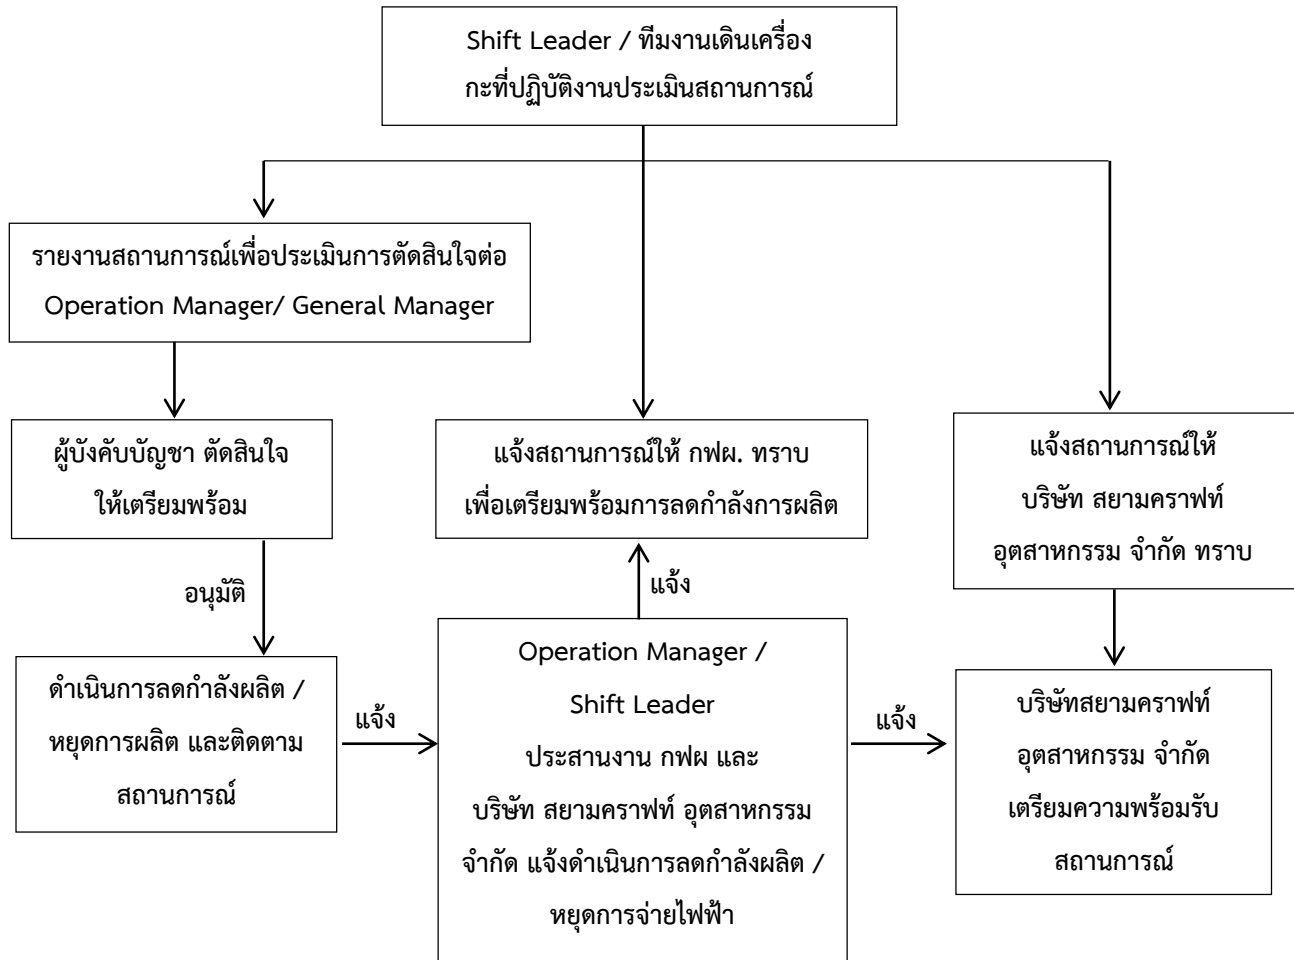 Shift Leader / ทีมงานเดินเครื่อง
กะที่ปฏิบัติงานประเมินสถานการณ์
รายงานสถานการณ์เพื่อประเมินการตัดสินใจต่อ
Operation Manager/ General Manager
ผู้บังคับบัญชา ตัดสินใจ
ให้เตรียมพร้อม
แจ้งสถานการณ์ให้ กฟผ. ทราบ
เพื่อเตรียมพร้อมการลดกำลังการผลิต
แจ้งสถานการณ์ให้
บริษัท สยามคราฟท์
อุตสาหกรรม จำกัด ทราบ
อนุมัติ
แจ้ง
ดำเนินการลดกำลังผลิต /
หยุดการผลิต และติดตาม
สถานการณ์
แจ้ง
Operation Manager /
Shift Leader
ประสานงาน กฟผ และ
บริษัท สยามคราฟท์ อุตสาหกรรม
จำกัด แจ้งดำเนินการลดกำลังผลิต /
หยุดการจ่ายไฟฟ้า
แจ้ง
บริษัทสยามคราฟท์
อุตสาหกรรม จำกัด
เตรียมความพร้อมรับ
สถานการณ์